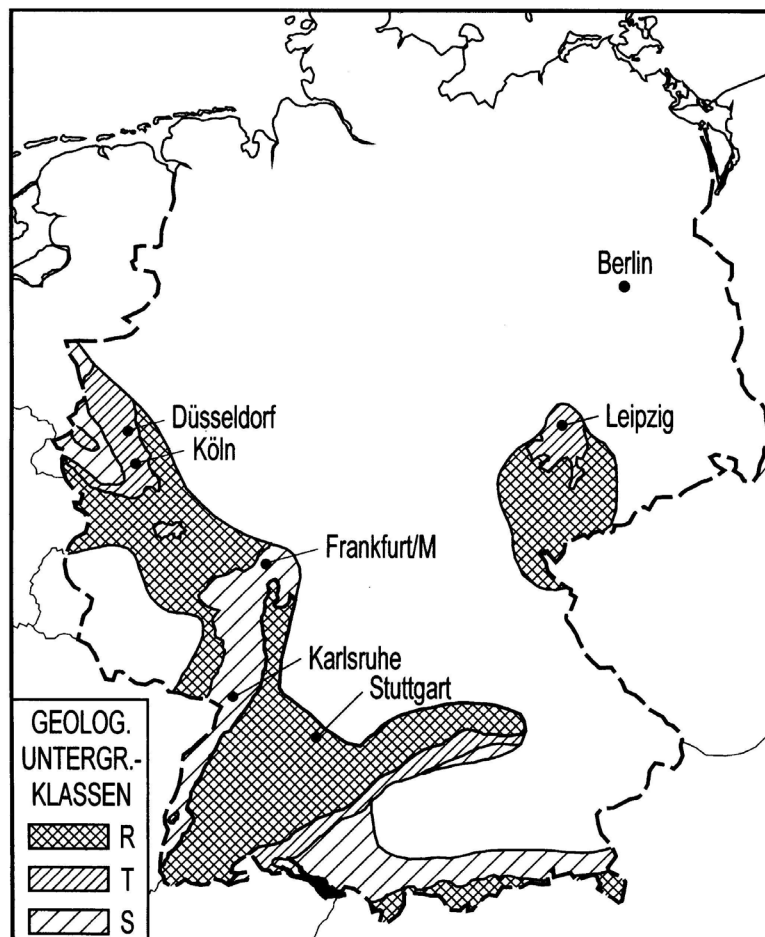 Berlin
Düsseldorf
Köln
Leipzig
Frankfurt/M
Karlsruhe
Stuttgart
GEOLOG.
UNTERGR.-
KLASSEN
R
T
S